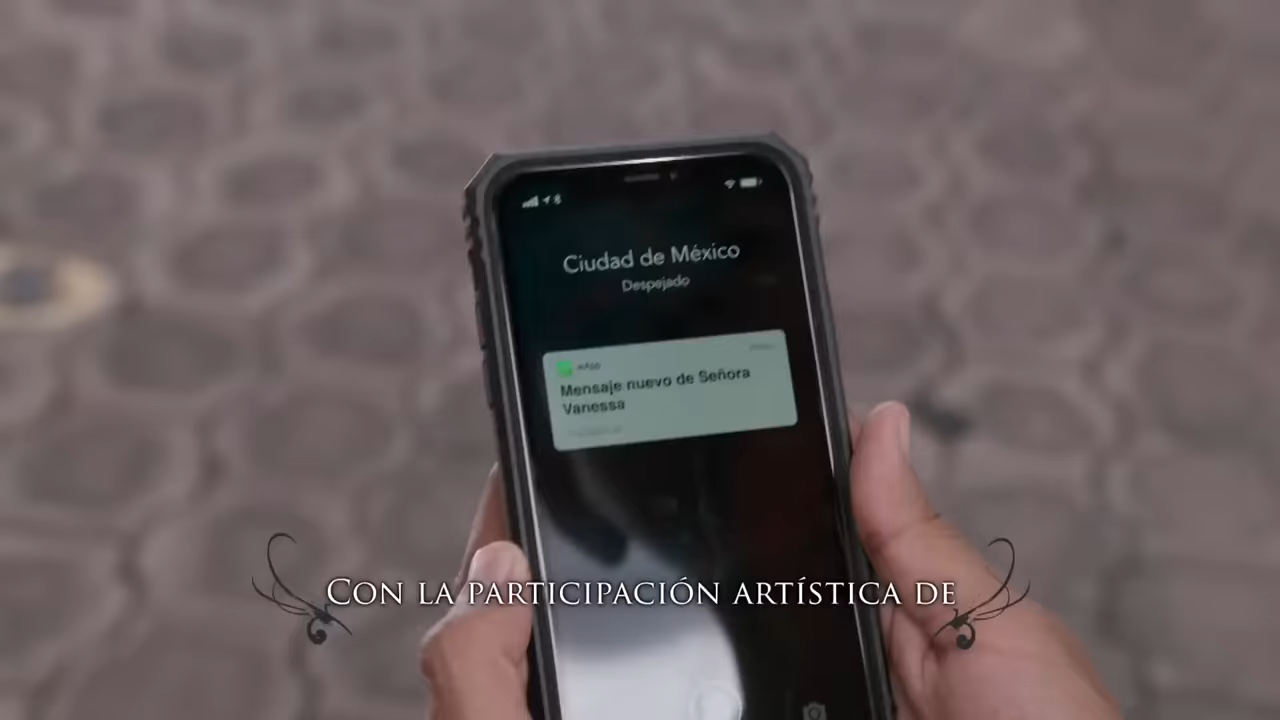 Ciudad de México
Despejado
Mensaje nuevo de Señora
Vanessa
CON LA PARTICIPACIÓN ARTÍSTICA DE